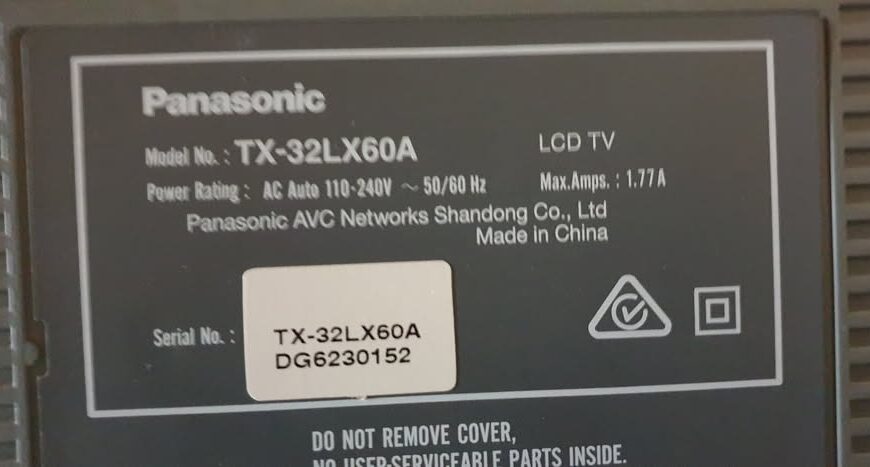 Panasonic
Model No. : TX-32LX60A LCD TV
Power Rating : AC Auto 110-240V ~ 50/60 Hz Max.Amps. : 1.77A
Panasonic AVC Networks Shandong Co., Ltd
Made in China
Serial No. : TX-32LX60A
DG6230152
DO NOT REMOVE COVER,
NO USER-SERVICEABLE PARTS INSIDE.